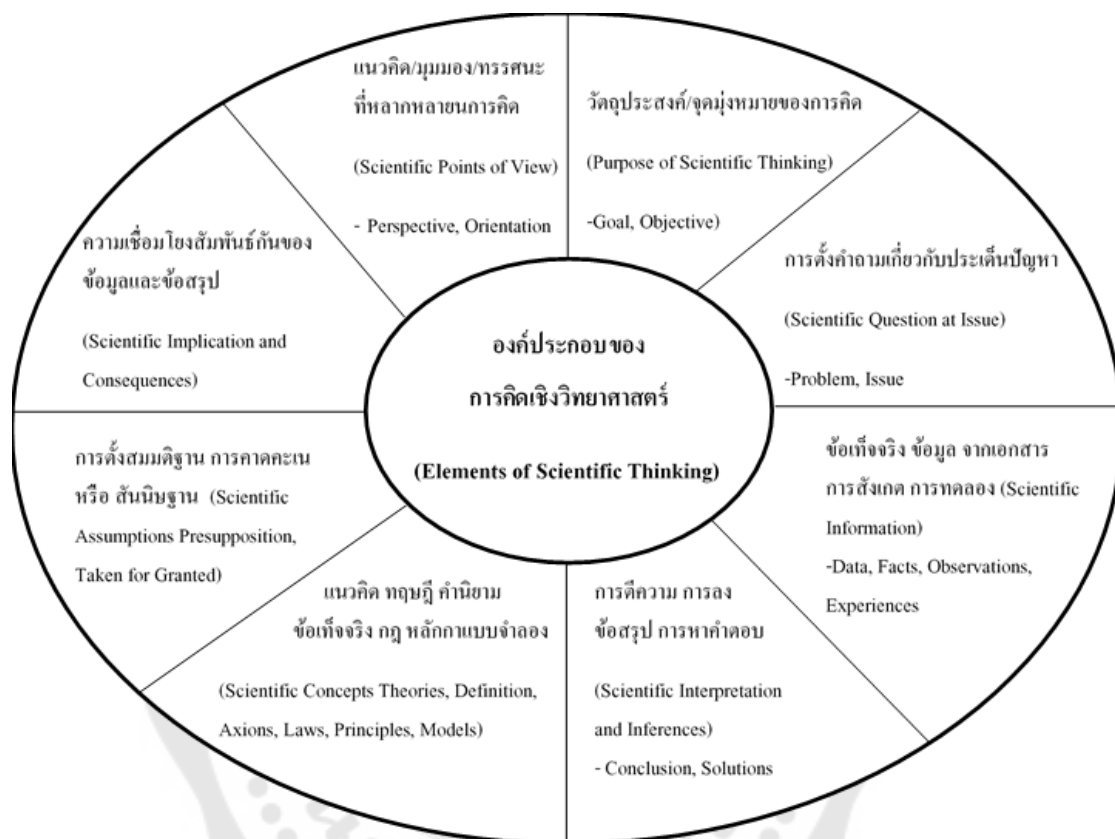 แนวคิด/มุมมอง/ทรรศนะ
ที่หลากหลายนการคิด
(Scientific Points of View)
- Perspective, Orientation
วัตถุประสงค์/จุดมุ่งหมายของการคิด
(Purpose of Scientific Thinking)
-Goal, Objective)
การตั้งคำถามเกี่ยวกับประเด็นปัญหา
(Scientific Question at Issue)
-Problem, Issue
ข้อเท็จจริง ข้อมูล จากเอกสาร
การสังเกต การทดลอง (Scientific
Information)
-Data, Facts, Observations,
Experiences
การตีความ การลง
ข้อสรุป การหาคำตอบ
(Scientific Interpretation
and Inferences)
- Conclusion, Solutions
แนวคิด ทฤษฎี คำนิยาม
ข้อเท็จจริง กฎ หลักกาแบบจำลอง
(Scientific Concepts Theories, Definition,
Axions, Laws, Principles, Models)
การตั้งสมมติฐาน การคาดคะเน
หรือ สันนิษฐาน (Scientific
Assumptions Presupposition,
Taken for Granted)
ความเชื่อมโยงสัมพันธ์กันของ
ข้อมูลและข้อสรุป
(Scientific Implication and
Consequences)
องค์ประกอบของ
การคิดเชิงวิทยาศาสตร์
(Elements of Scientific Thinking)